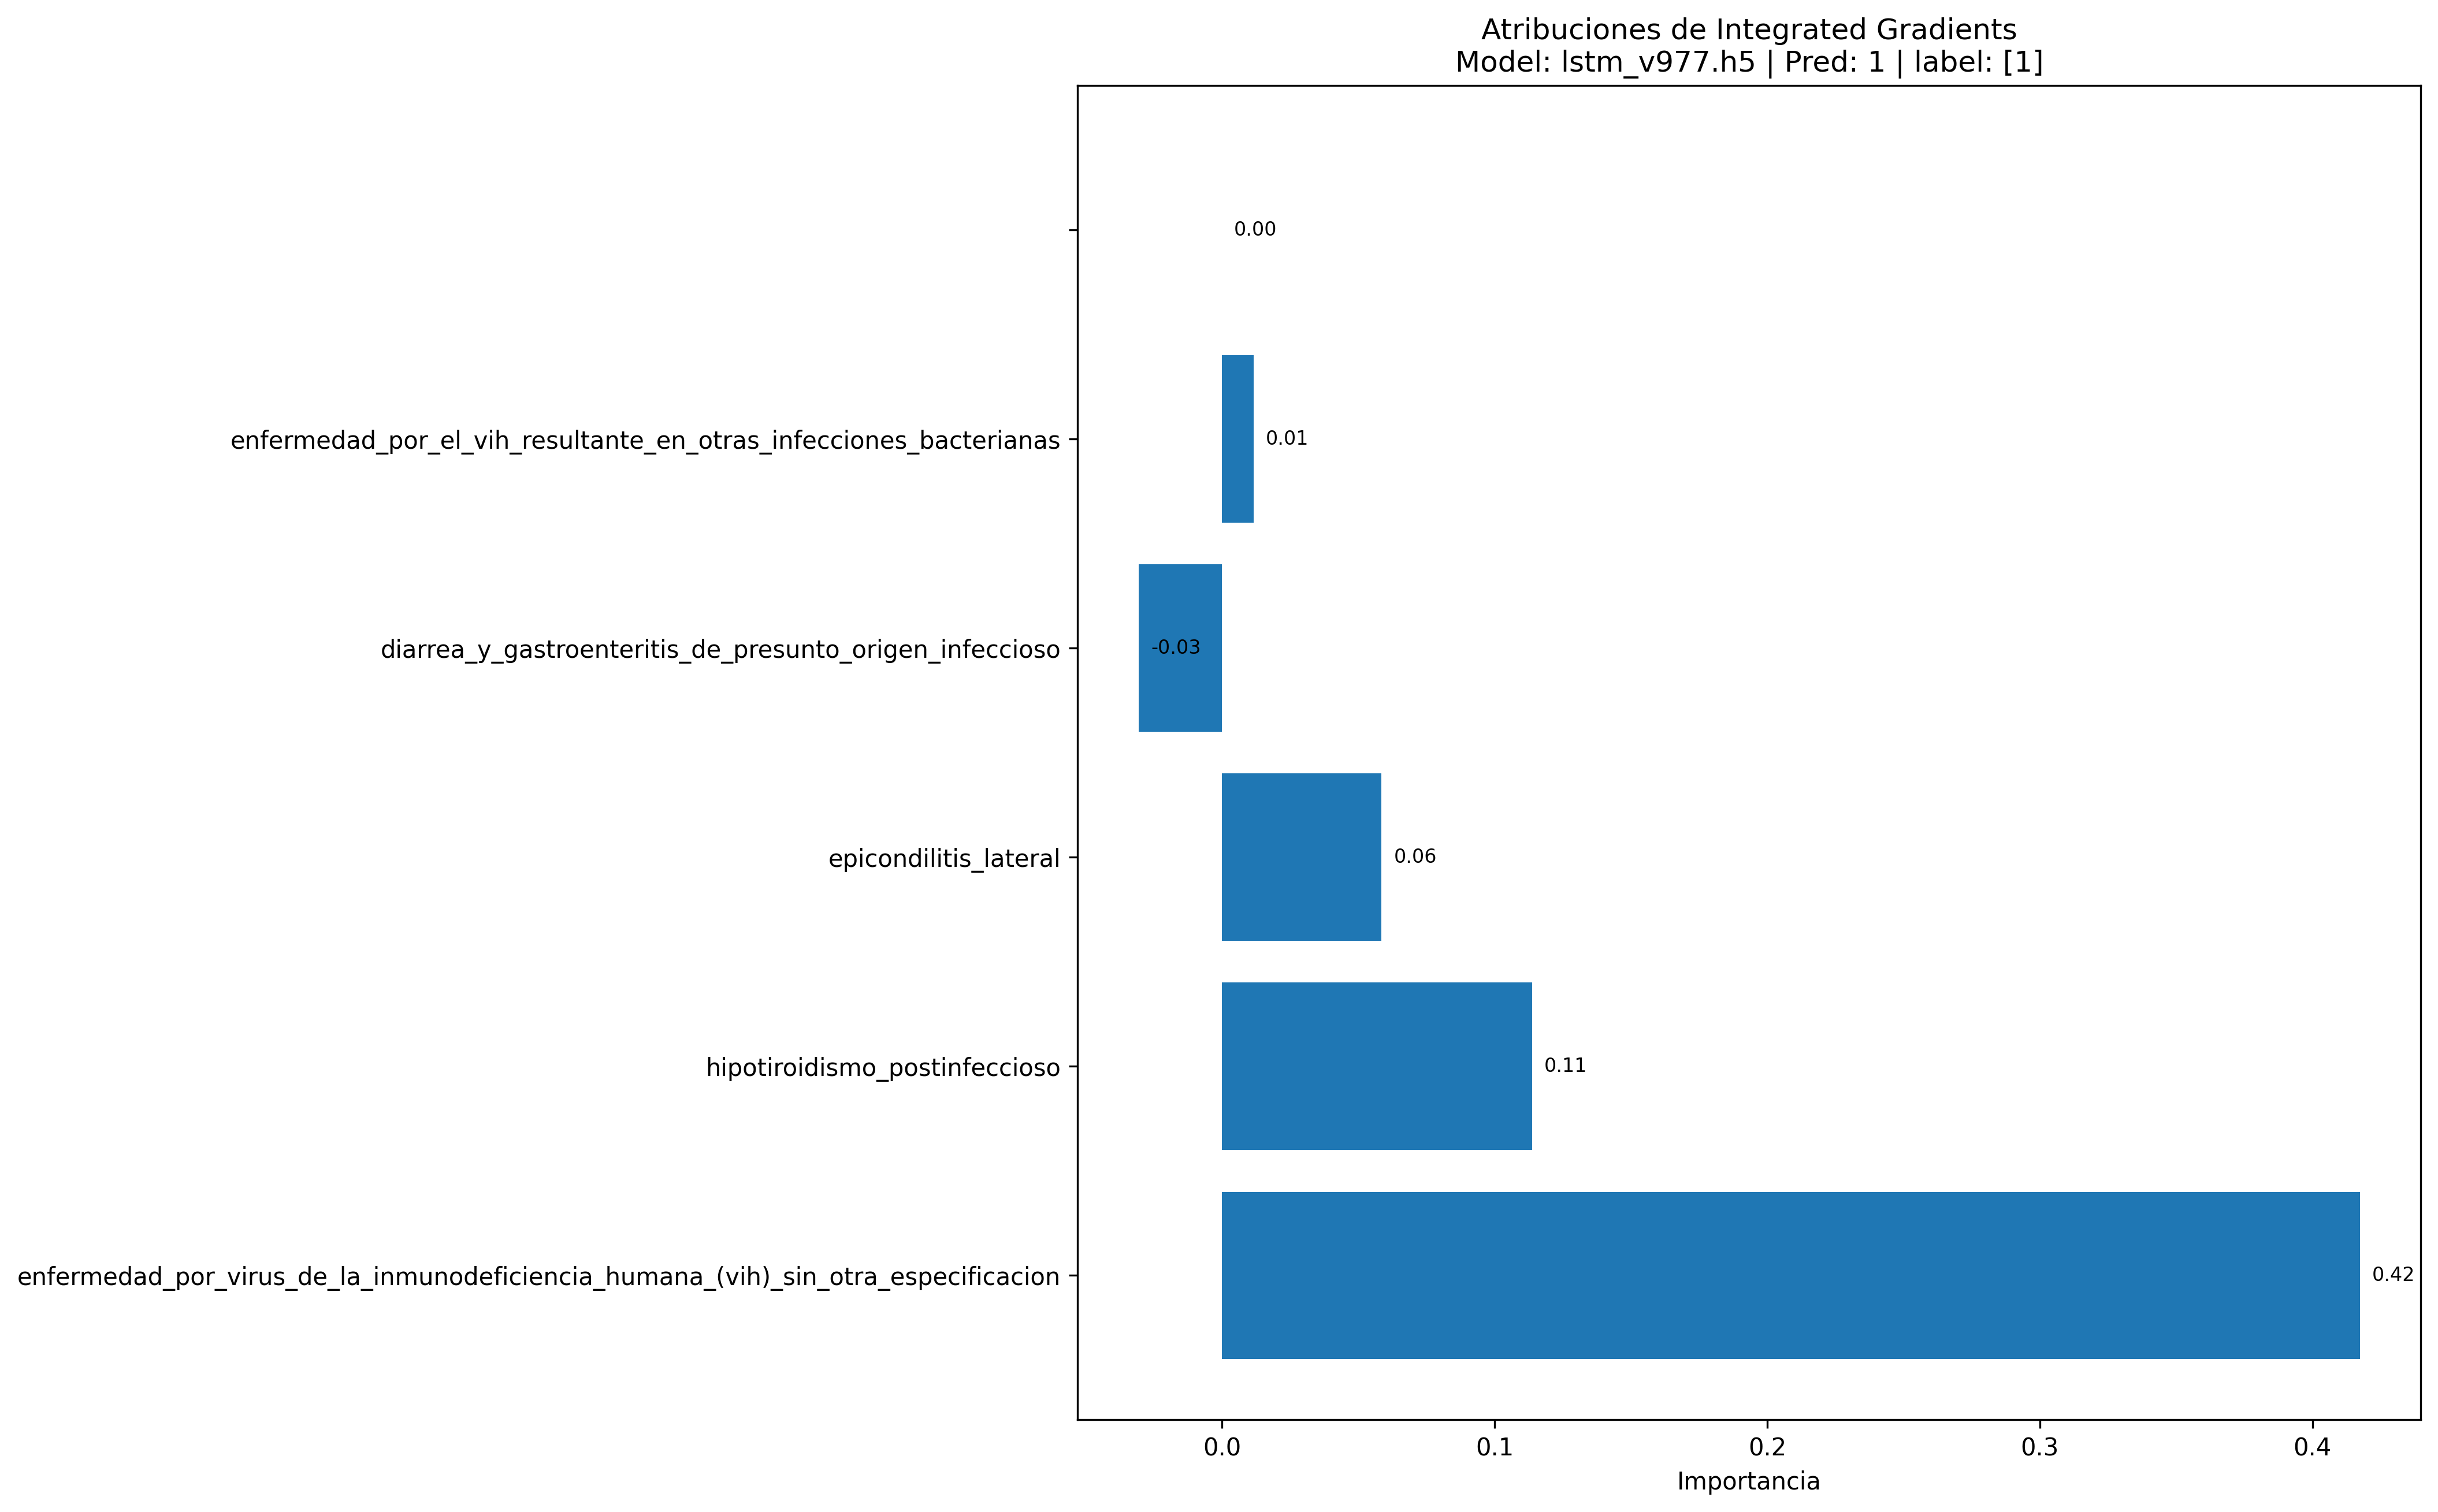 Atribuciones de Integrated Gradients
Model: lstm_v977.h5 | Pred: 1 | label: [1]
0.00
enfermedad_por_el_vih_resultante_en_otras_infecciones_bacterianas
0.01
diarrea_y_gastroenteritis_de_presunto_origen_infeccioso
-0.03
epicondilitis_lateral
0.06
hipotiroidismo_postinfeccioso
0.11
enfermedad_por_virus_de_la_inmunodeficiencia_humana_(vih)_sin_otra_especificacion
0.42
0.0 0.1 0.2 0.3 0.4
Importancia